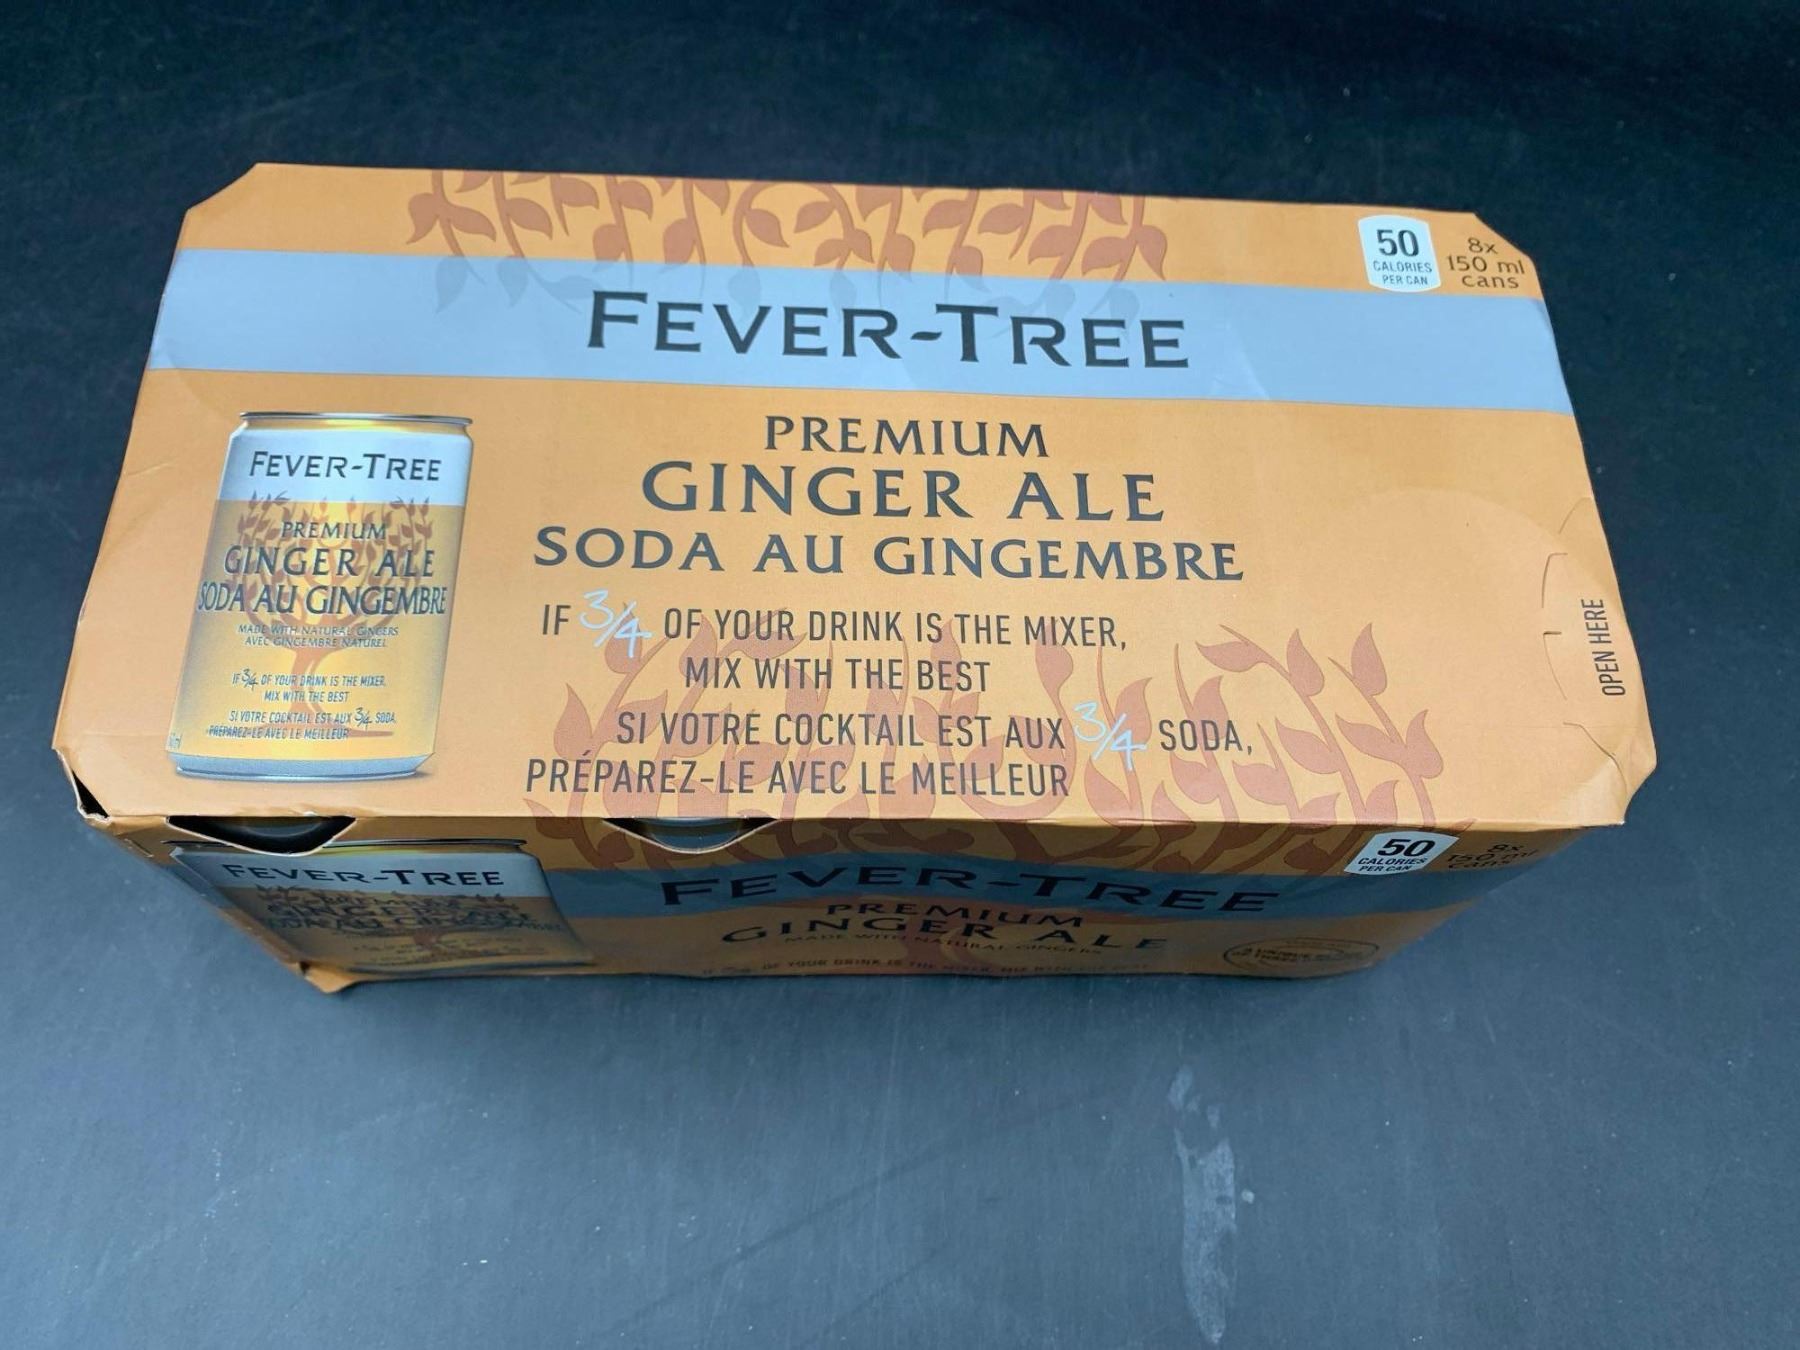 50
CALORIES
PER CAN
8x
150 ml
cans
FEVER-TREE
PREMIUM
GINGER ALE
SODA AU GINGEMBRE
IF 3/4 OF YOUR DRINK IS THE MIXER,
MIX WITH THE BEST
SI VOTRE COCKTAIL EST AUX 3/4 SODA,
PRÉPAREZ-LE AVEC LE MEILLEUR
OPEN HERE
FEVER-TREE
PREMIUM
GINGER ALE
SODA AU GINGEMBRE
MADE WITH NATURAL GINGERS
AVEC GINGEMBRE NATUREL
IF 3/4 OF YOUR DRINK IS THE MIXER,
MIX WITH THE BEST
SI VOTRE COCKTAIL EST AUX 3/4 SODA,
PRÉPAREZ-LE AVEC LE MEILLEUR
FEVER-TREE
FEVER-TREE
PREMIUM
GINGER ALE
MADE WITH NATURAL GINGERS
50
CALORIES
PER CAN
8x
150 ml
cans